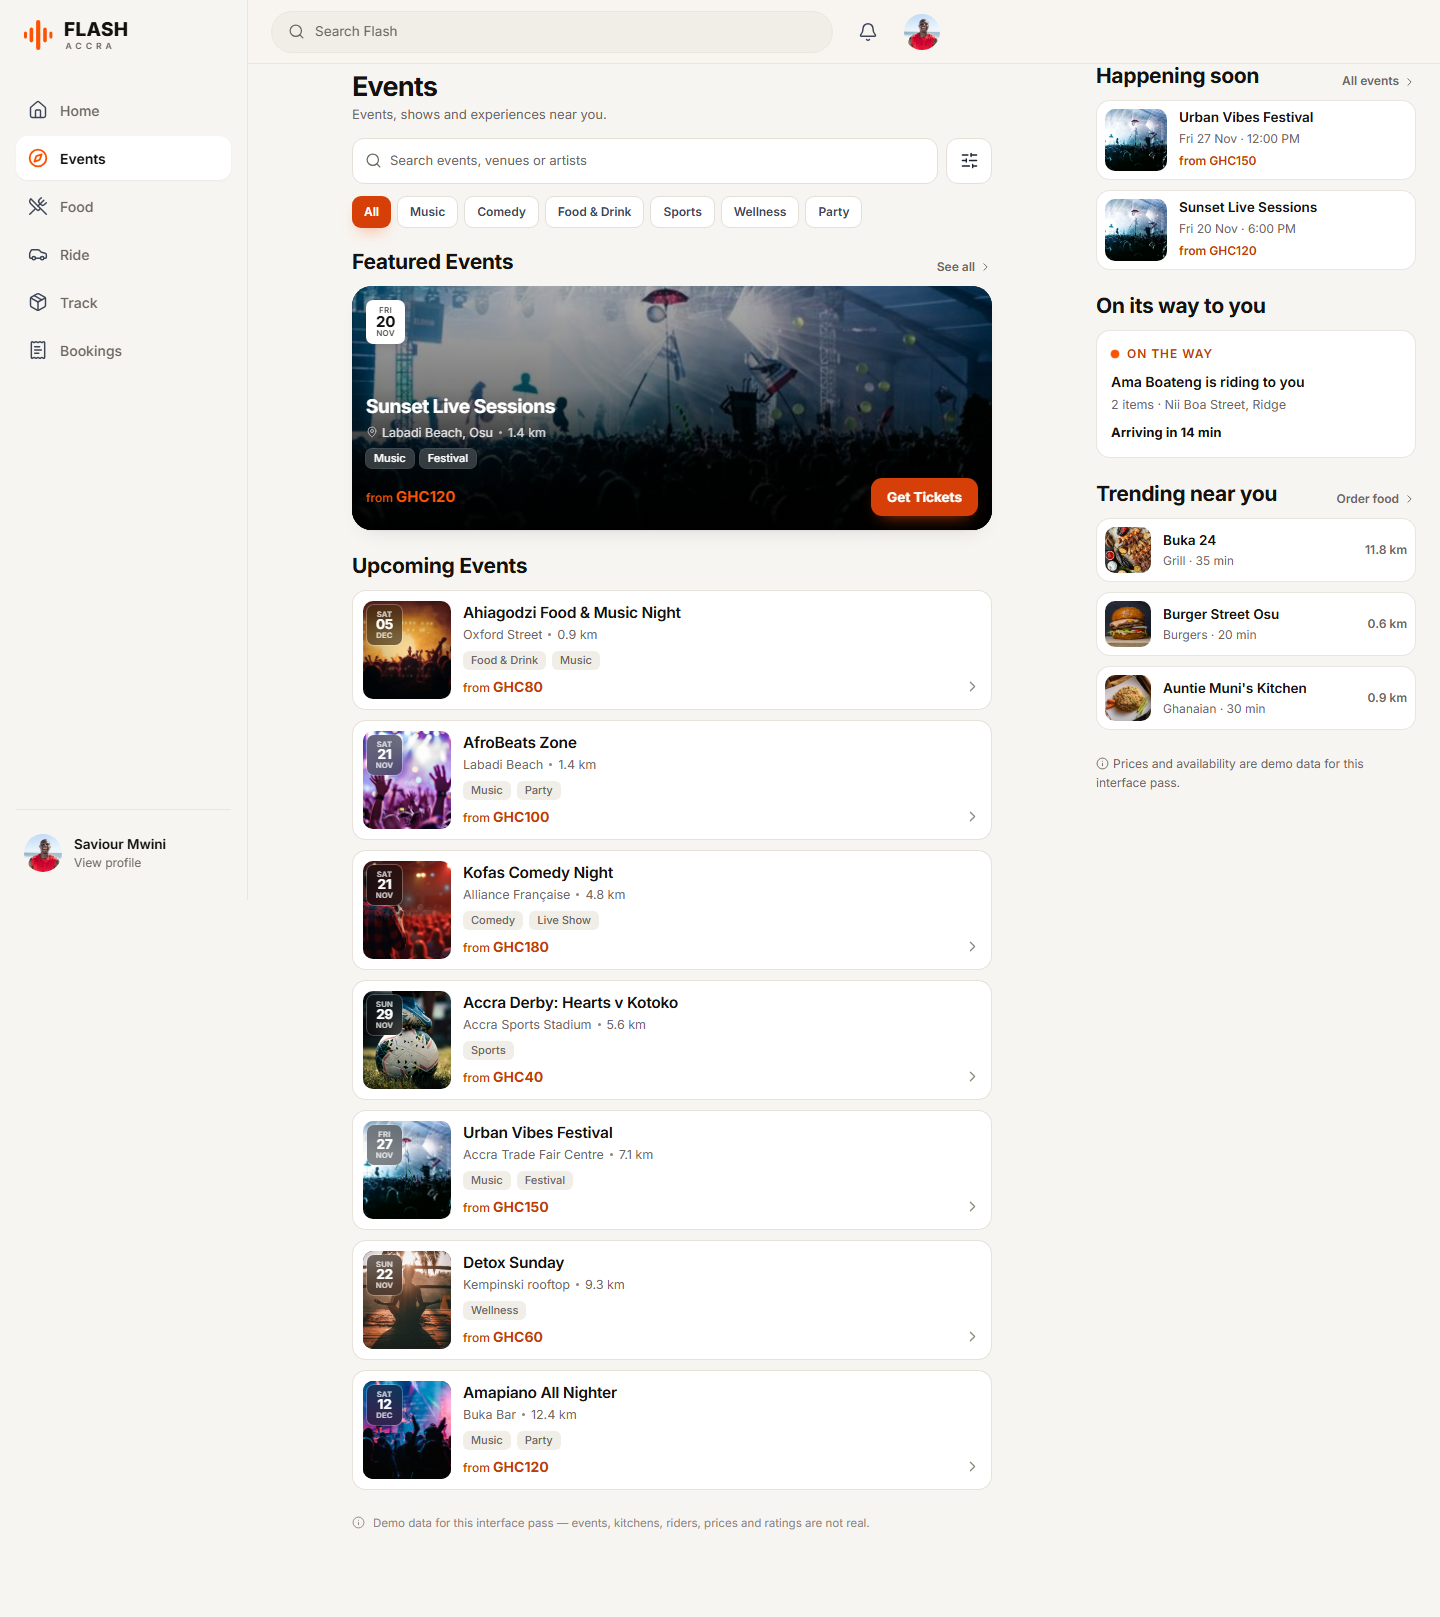 FLASH
ACCRA
Search Flash
Home
Events
Food
Ride
Track
Bookings
Saviour Mwini
View profile
Events
Events, shows and experiences near you.
Search events, venues or artists
All
Music
Comedy
Food & Drink
Sports
Wellness
Party
Featured Events
See all
FRI
20
NOV
Sunset Live Sessions
Labadi Beach, Osu • 1.4 km
Music
Festival
from GHC120
Get Tickets
Upcoming Events
SAT
05
DEC
Ahiagodzi Food & Music Night
Oxford Street • 0.9 km
Food & Drink
Music
from GHC80
SAT
21
NOV
AfroBeats Zone
Labadi Beach • 1.4 km
Music
Party
from GHC100
SAT
21
NOV
Kofas Comedy Night
Alliance Française • 4.8 km
Comedy
Live Show
from GHC180
SUN
29
NOV
Accra Derby: Hearts v Kotoko
Accra Sports Stadium • 5.6 km
Sports
from GHC40
FRI
27
NOV
Urban Vibes Festival
Accra Trade Fair Centre • 7.1 km
Music
Festival
from GHC150
SUN
22
NOV
Detox Sunday
Kempinski rooftop • 9.3 km
Wellness
from GHC60
SAT
12
DEC
Amapiano All Nighter
Buka Bar • 12.4 km
Music
Party
from GHC120
Demo data for this interface pass — events, kitchens, riders, prices and ratings are not real.
Happening soon
All events
Urban Vibes Festival
Fri 27 Nov · 12:00 PM
from GHC150
Sunset Live Sessions
Fri 20 Nov · 6:00 PM
from GHC120
On its way to you
ON THE WAY
Ama Boateng is riding to you
2 items · Nii Boa Street, Ridge
Arriving in 14 min
Trending near you
Order food
Buka 24
Grill · 35 min
11.8 km
Burger Street Osu
Burgers · 20 min
0.6 km
Auntie Muni's Kitchen
Ghanaian · 30 min
0.9 km
Prices and availability are demo data for this
interface pass.